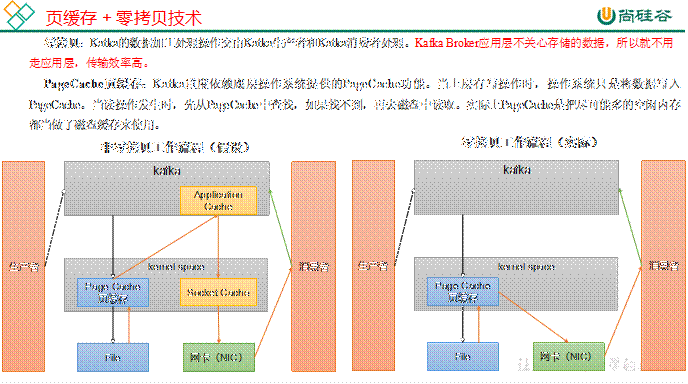 页缓存 + 零拷贝技术
尚硅谷
零拷贝：Kafka的数据加工处理操作交由Kafka生产者和Kafka消费者处理。Kafka Broker应用层不关心存储的数据，所以就不用
走应用层，传输效率高。
PageCache页缓存：Kafka重度依赖底层操作系统提供的PageCache功能。当上层有写操作时，操作系统只是将数据写入
PageCache。当读操作发生时，先从PageCache中查找，如果找不到，再去磁盘中读取。实际上PageCache是把尽可能多的空闲内存
都当做了磁盘缓存来使用。
非零拷贝工作流程（假设）
零拷贝工作流程（实际）
kafka
Application
Cache
生产者
kernel space
Page Cache
页缓存
Socket Cache
消费者
File
网卡（NIC）
kafka
生产者
kernel space
Page Cache
页缓存
消费者
File
网卡（NIC）